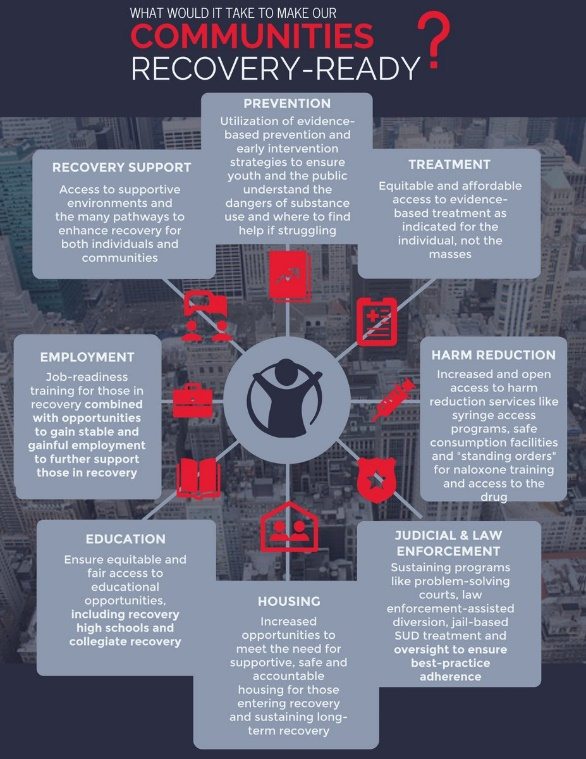 WHAT WOULD IT TAKE TO MAKE OUR
COMMUNITIES
RECOVERY-READY?
PREVENTION
Utilization of evidence-
based prevention and
early intervention
strategies to ensure
youth and the public
understand the
dangers of substance
use and where to find
help if struggling
RECOVERY SUPPORT
Access to supportive
environments and
the many pathways to
enhance recovery for
both individuals and
communities
TREATMENT
Equitable and affordable
access to evidence-
based treatment as
indicated for the
individual, not the
masses
EMPLOYMENT
Job-readiness
training for those in
recovery combined
with opportunities
to gain stable and
gainful employment
to further support
those in recovery
HARM REDUCTION
Increased and open
access to harm
reduction services like
syringe access
programs, safe
consumption facilities
and "standing orders"
for naloxone training
and access to the
drug
EDUCATION
Ensure equitable and
fair access to
educational
opportunities,
including recovery
high schools and
collegiate recovery
HOUSING
Increased
opportunities to
meet the need for
supportive, safe and
accountable
housing for those
entering recovery
and sustaining long-
term recovery
JUDICIAL & LAW
ENFORCEMENT
Sustaining programs
like problem-solving
courts, law
enforcement-assisted
diversion, jail-based
SUD treatment and
oversight to ensure
best-practice
adherence